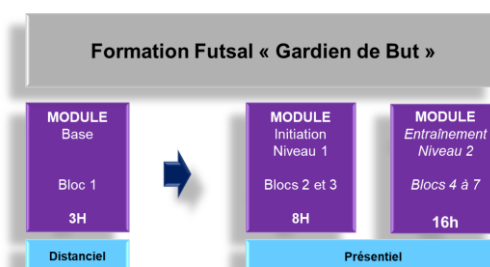 Formation Futsal « Gardien de But »
MODULE
Base
Bloc 1
3H
MODULE
Initiation
Niveau 1
Blocs 2 et 3
8H
MODULE
Entraînement
Niveau 2
Blocs 4 à 7
16h
Distanciel
Présentiel